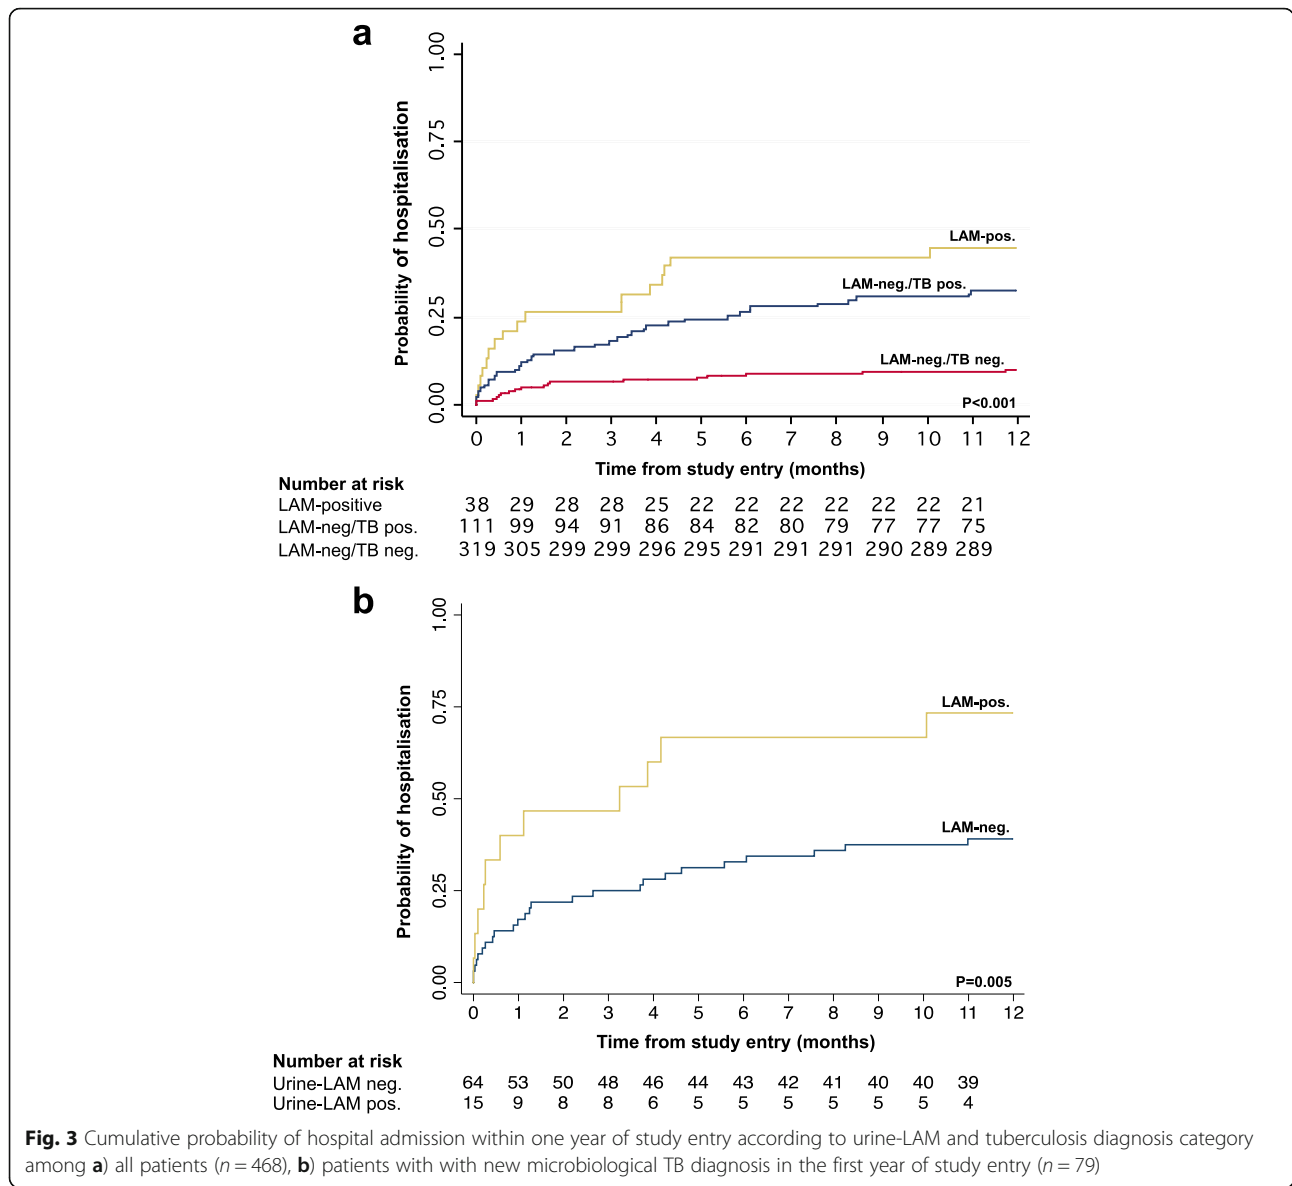 a
Probability of hospitalisation
1.00
0.75
0.50
0.25
0.00
LAM-pos.
LAM-neg./TB pos.
LAM-neg./TB neg.
P<0.001
0 1 2 3 4 5 6 7 8 9 10 11 12
Time from study entry (months)
Number at risk
LAM-positive 38 29 28 28 25 22 22 22 22 22 22 21
LAM-neg/TB pos. 111 99 94 91 86 84 82 80 79 77 77 75
LAM-neg/TB neg. 319 305 299 299 296 295 291 291 291 290 289 289
b
Probability of hospitalisation
1.00
0.75
0.50
0.25
0.00
LAM-pos.
LAM-neg.
P=0.005
0 1 2 3 4 5 6 7 8 9 10 11 12
Time from study entry (months)
Number at risk
Urine-LAM neg. 64 53 50 48 46 44 43 42 41 40 40 39
Urine-LAM pos. 15 9 8 8 6 5 5 5 5 5 5 4
Fig. 3 Cumulative probability of hospital admission within one year of study entry according to urine-LAM and tuberculosis diagnosis category
among a) all patients (n = 468), b) patients with with new microbiological TB diagnosis in the first year of study entry (n = 79)